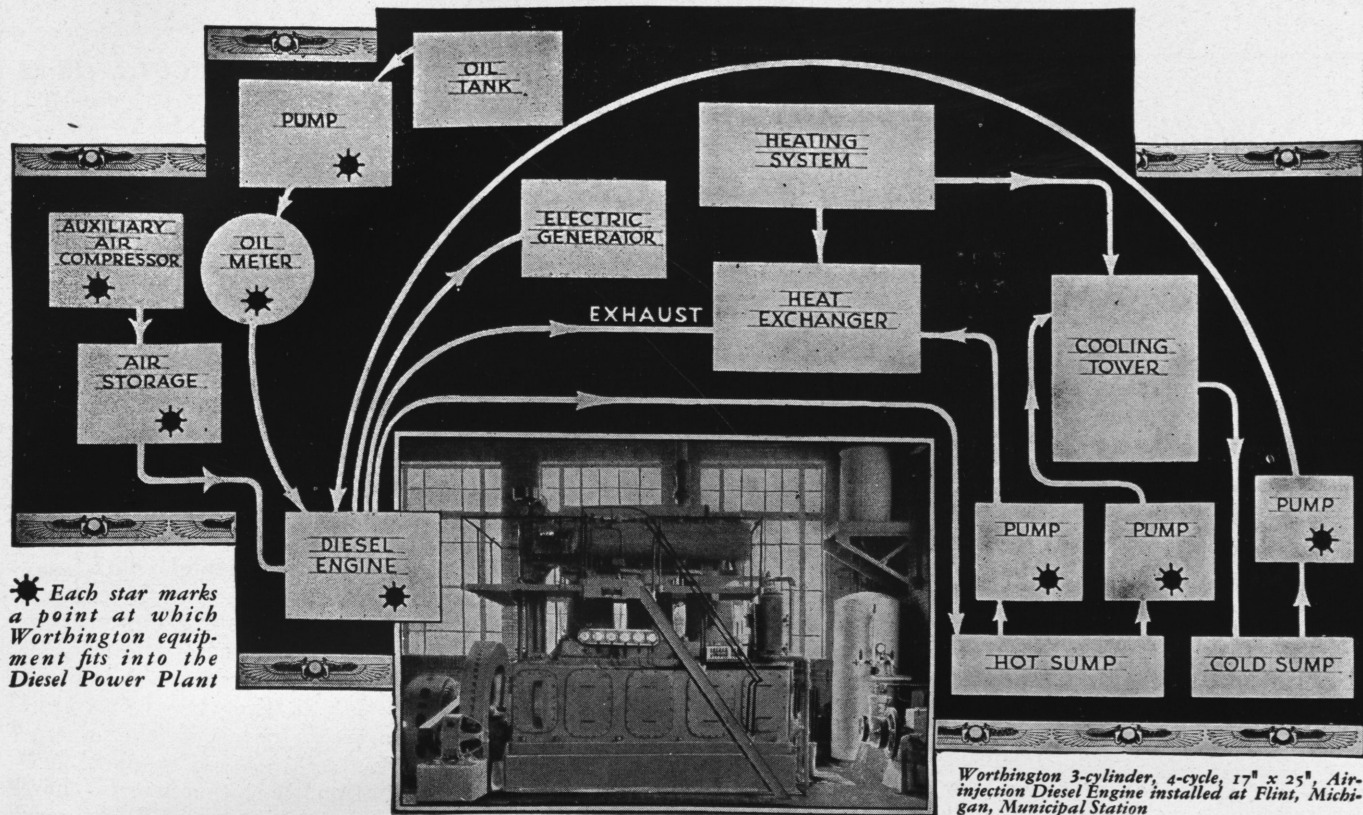 OIL
TANK
PUMP
HEATING
SYSTEM
AUXILIARY
AIR
COMPRESSOR
OIL
METER
ELECTRIC
GENERATOR
EXHAUST
HEAT
EXCHANGER
COOLING
TOWER
AIR
STORAGE
DIESEL
ENGINE
PUMP
PUMP
PUMP
HOT SUMP
COLD SUMP
Each star marks
a point at which
Worthington equip-
ment fits into the
Diesel Power Plant
Worthington 3-cylinder, 4-cycle, 17" x 25", Air-
injection Diesel Engine installed at Flint, Michi-
gan, Municipal Station